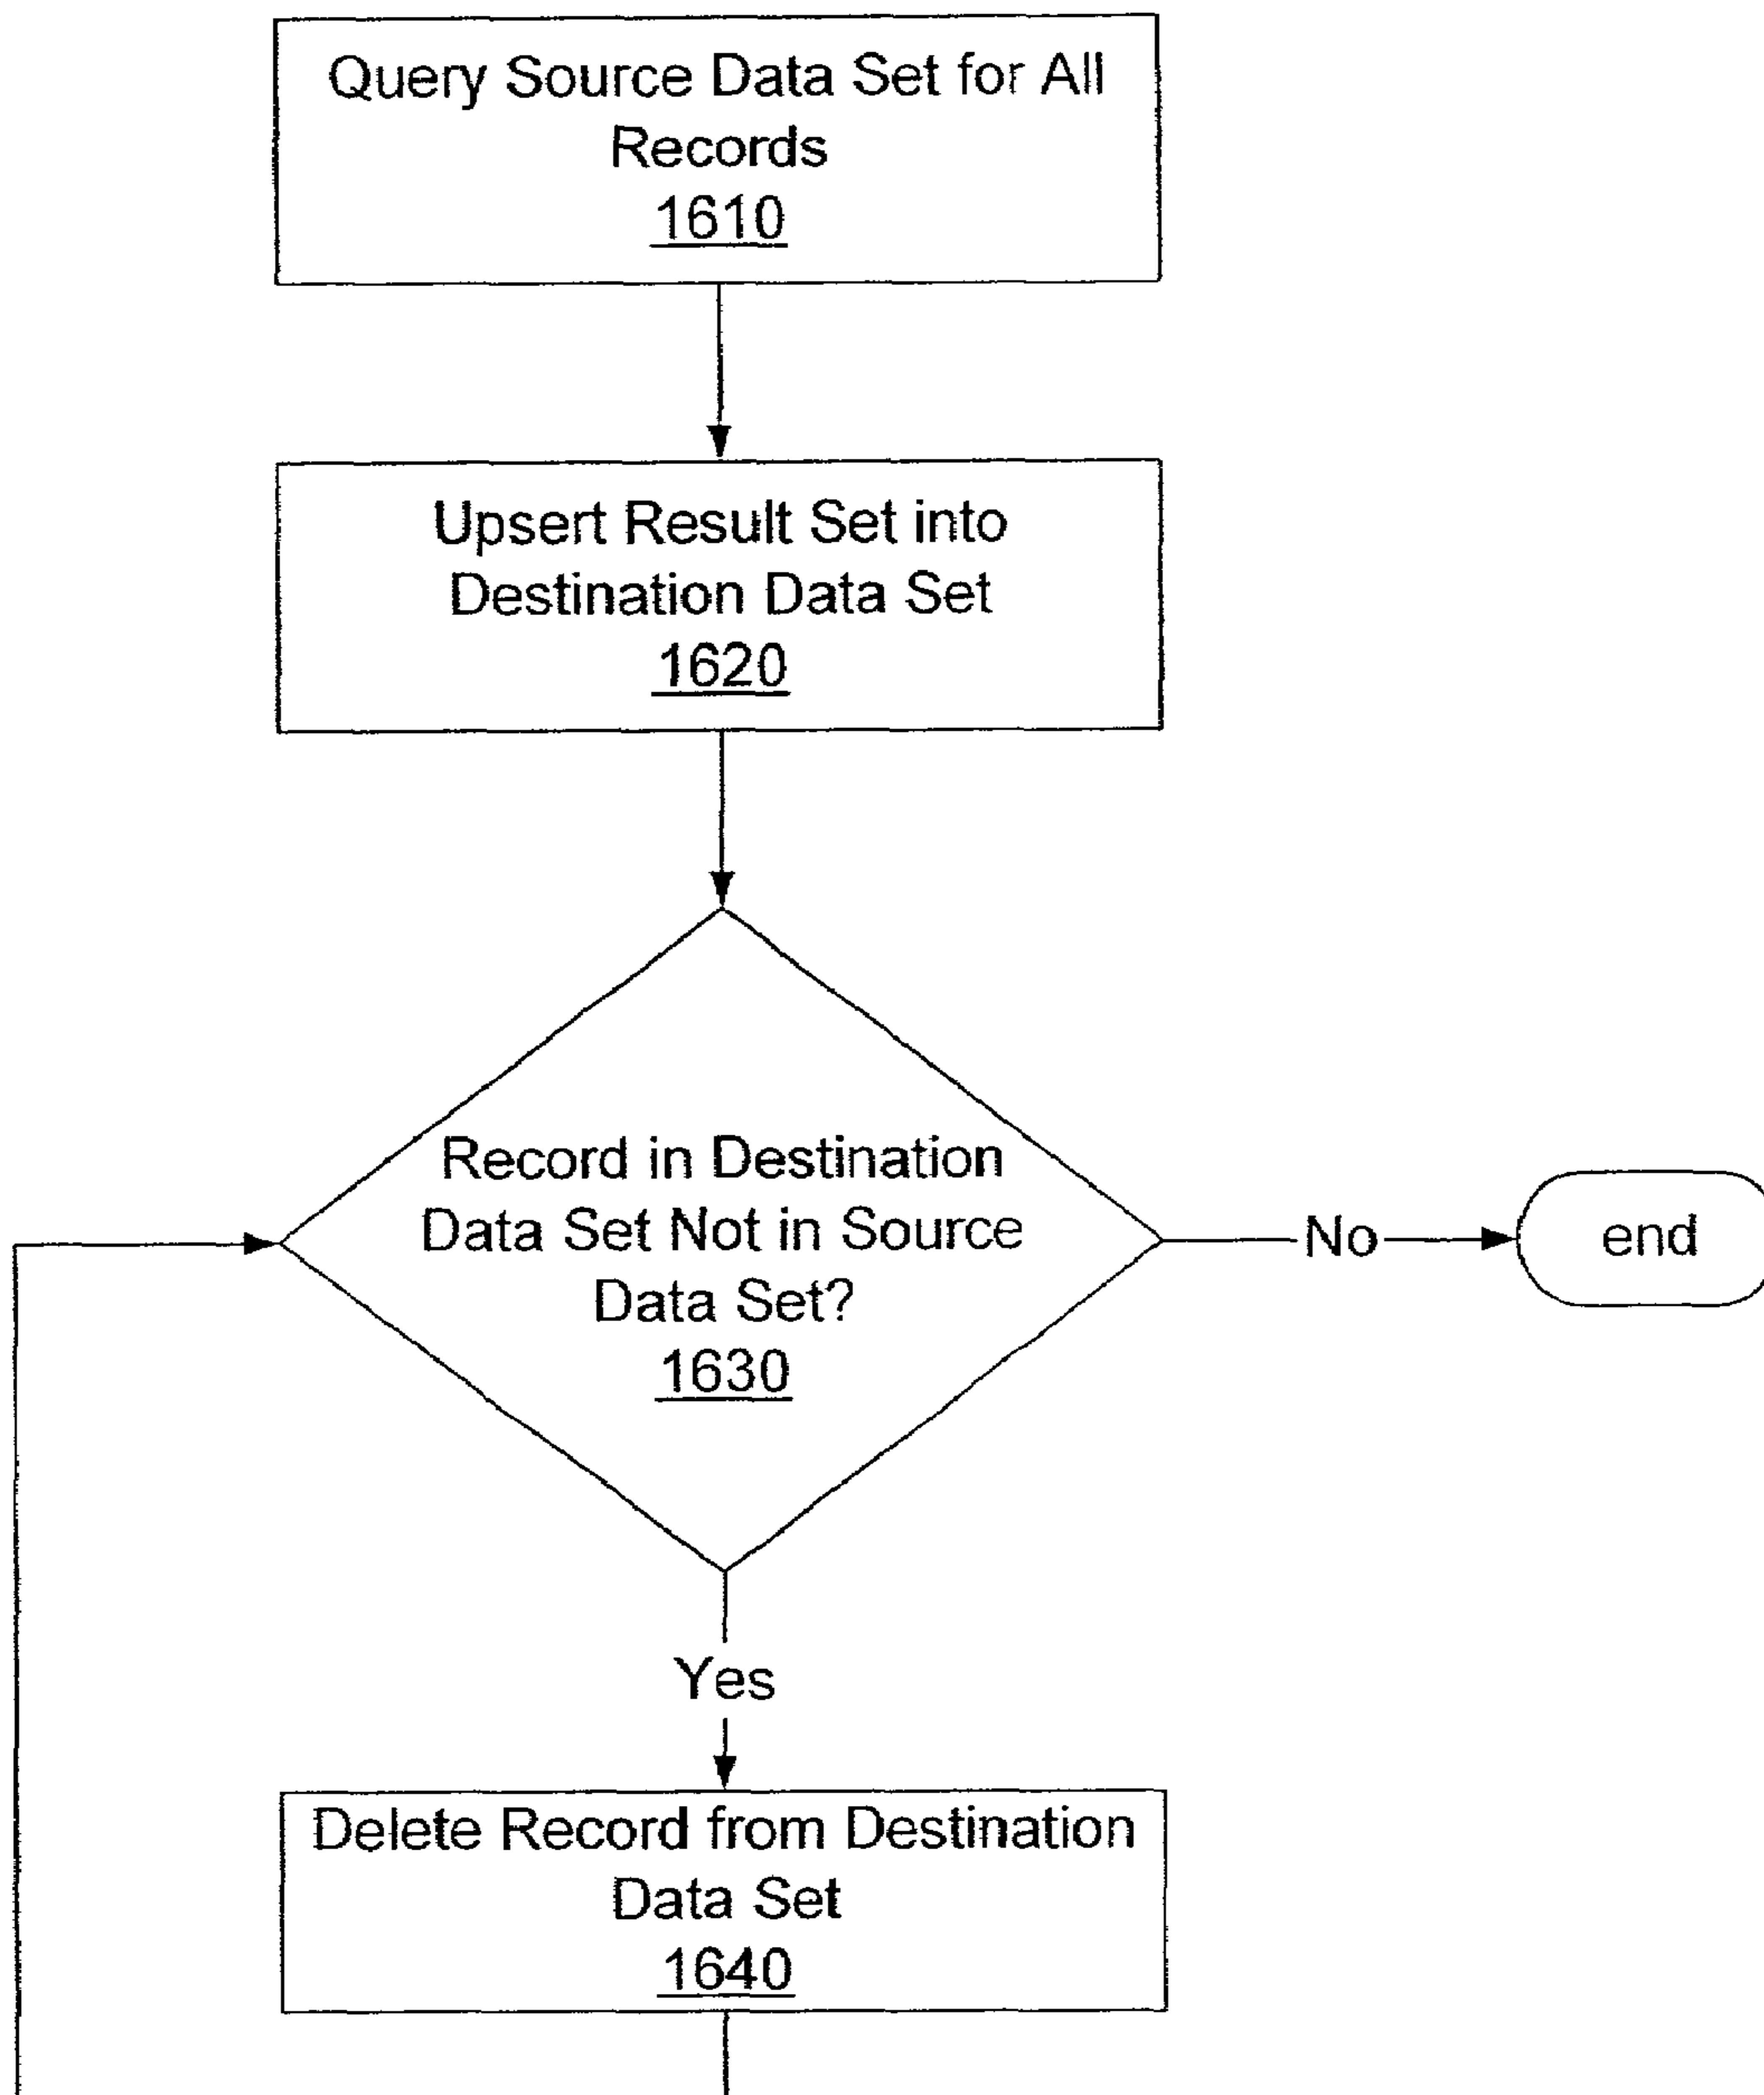 Query Source Data Set for All
Records
1610
Upsert Result Set into
Destination Data Set
1620
Record in Destination
Data Set Not in Source
Data Set?
1630
No
end
Yes
Delete Record from Destination
Data Set
1640